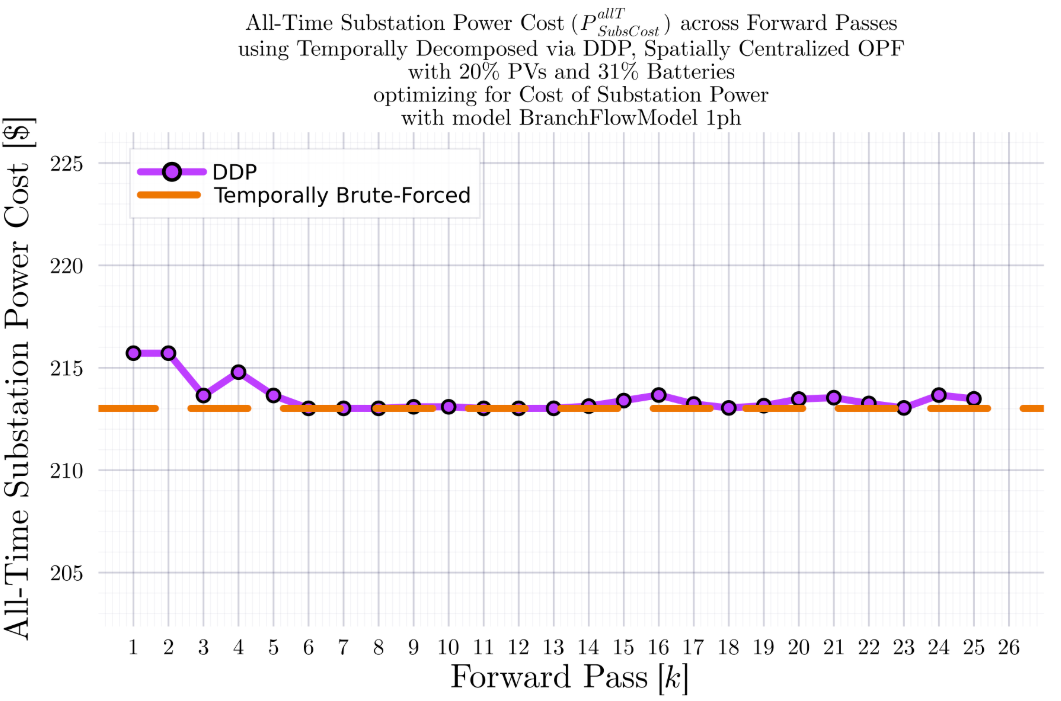 All-Time Substation Power Cost (P^{allT}_{SubsCost}) across Forward Passes
using Temporally Decomposed via DDP, Spatially Centralized OPF
with 20% PVs and 31% Batteries
optimizing for Cost of Substation Power
with model BranchFlowModel 1ph
All-Time Substation Power Cost [$]
225
220
215
210
205
DDP
Temporally Brute-Forced
1 2 3 4 5 6 7 8 9 10 11 12 13 14 15 16 17 18 19 20 21 22 23 24 25 26
Forward Pass [k]